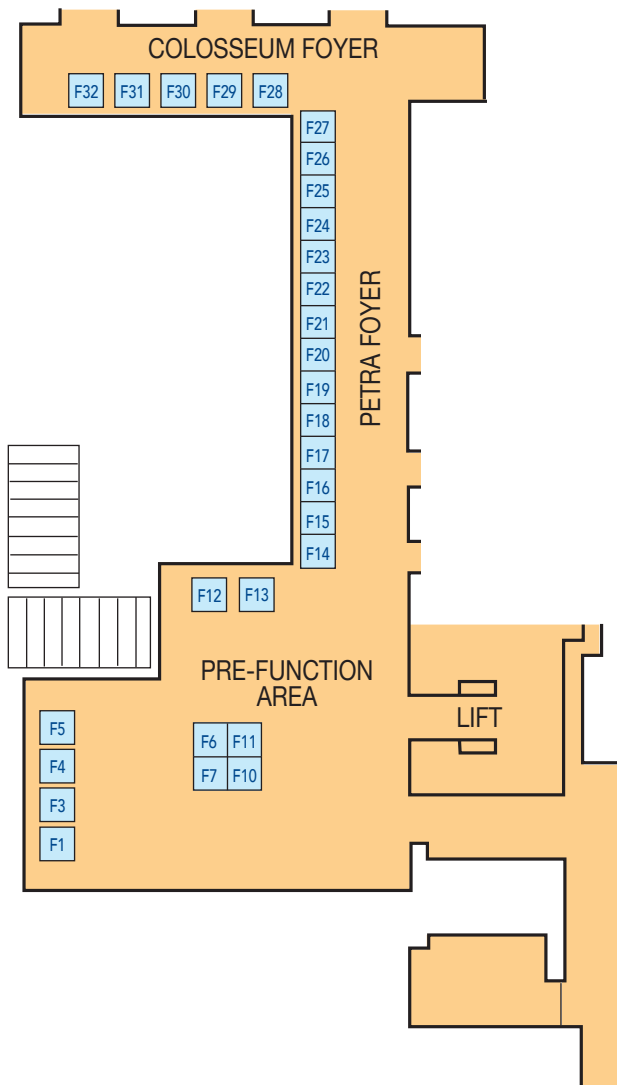 COLOSSEUM FOYER
F32 F31 F30 F29 F28
F27
F26
F25
F24
F23
F22
F21
F20
F19
F18
F17
F16
F15
F14
PETRA FOYER
F12 F13
PRE-FUNCTION
AREA
LIFT
F5
F4
F3
F1
F6 F11
F7 F10